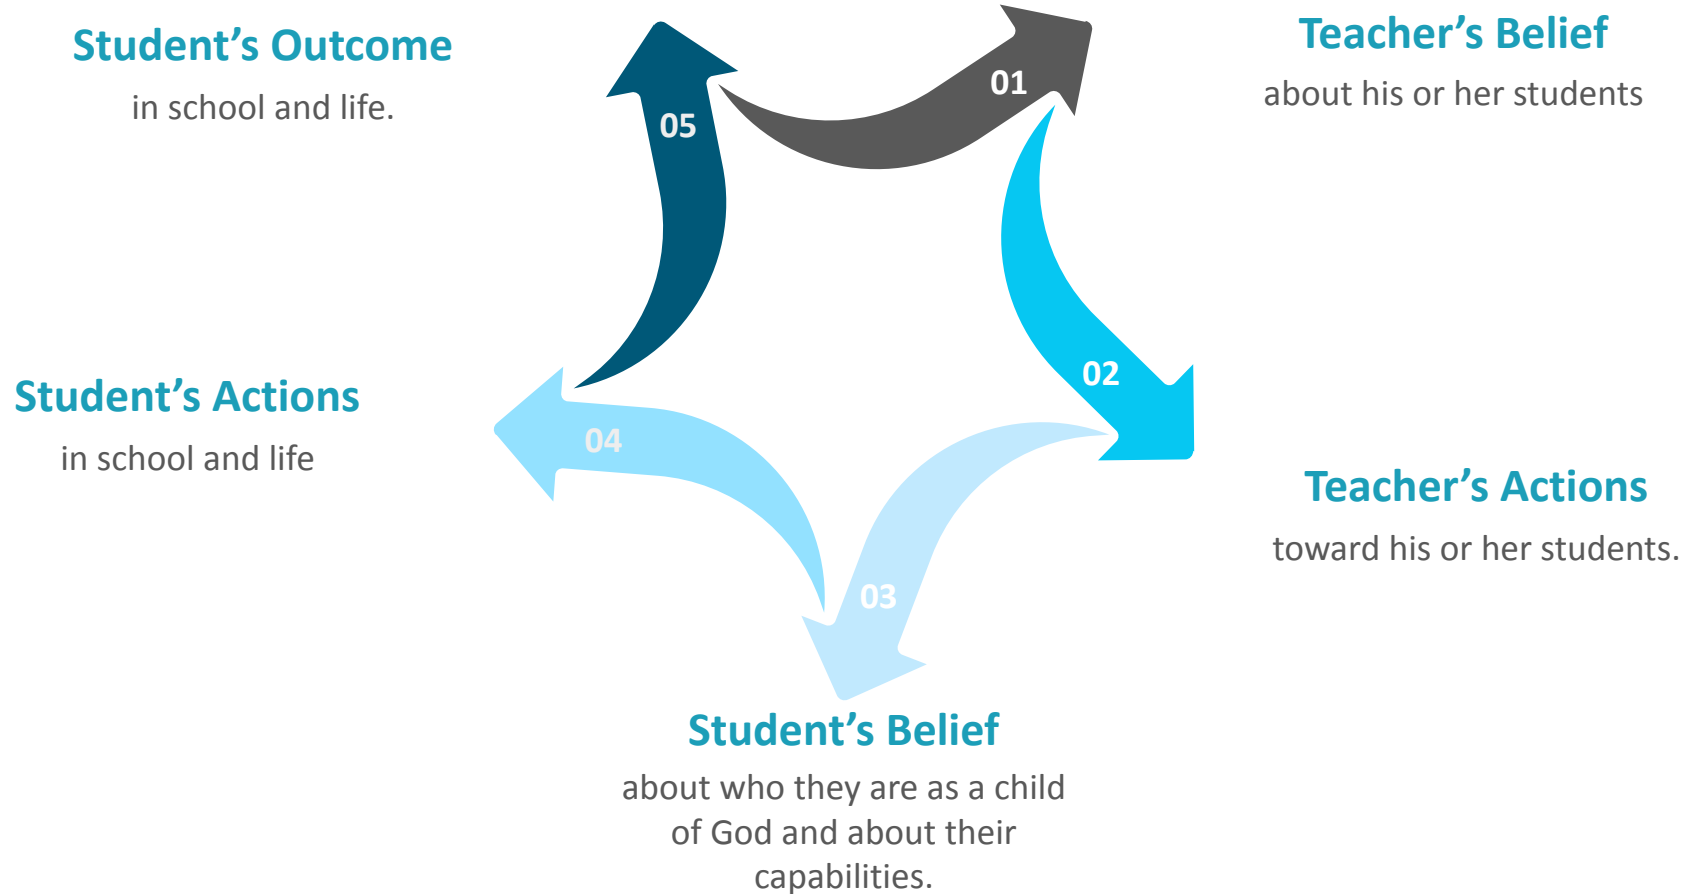 01
Teacher’s Belief
about his or her students
02
Teacher’s Actions
toward his or her students.
03
Student’s Belief
about who they are as a child
of God and about their
capabilities.
04
Student’s Actions
in school and life
05
Student’s Outcome
in school and life.